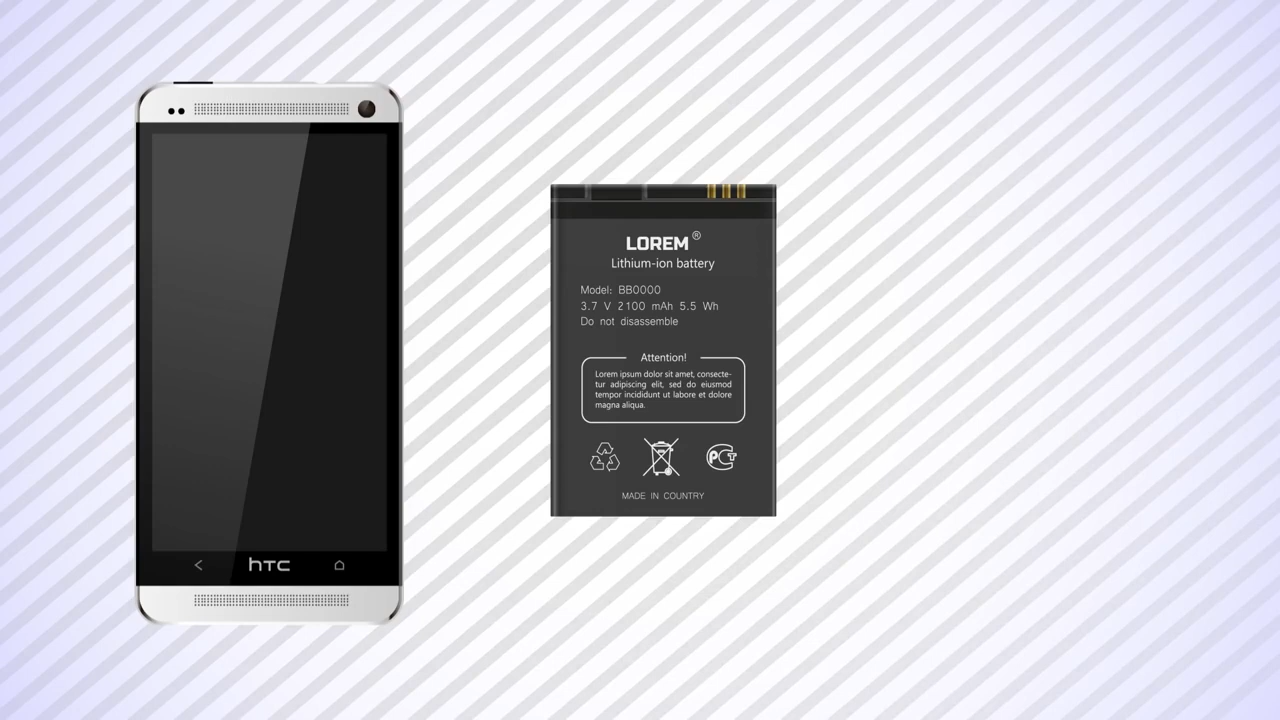 htc
LOREM®
Lithium-ion battery
Model: BB0000
3.7 V 2100 mAh 5.5 Wh
Do not disassemble
Attention!
Lorem ipsum dolor sit amet, consecte-
tur adipiscing elit, sed do eiusmod
tempor incididunt ut labore et dolore
magna aliqua.
PCT
MADE IN COUNTRY